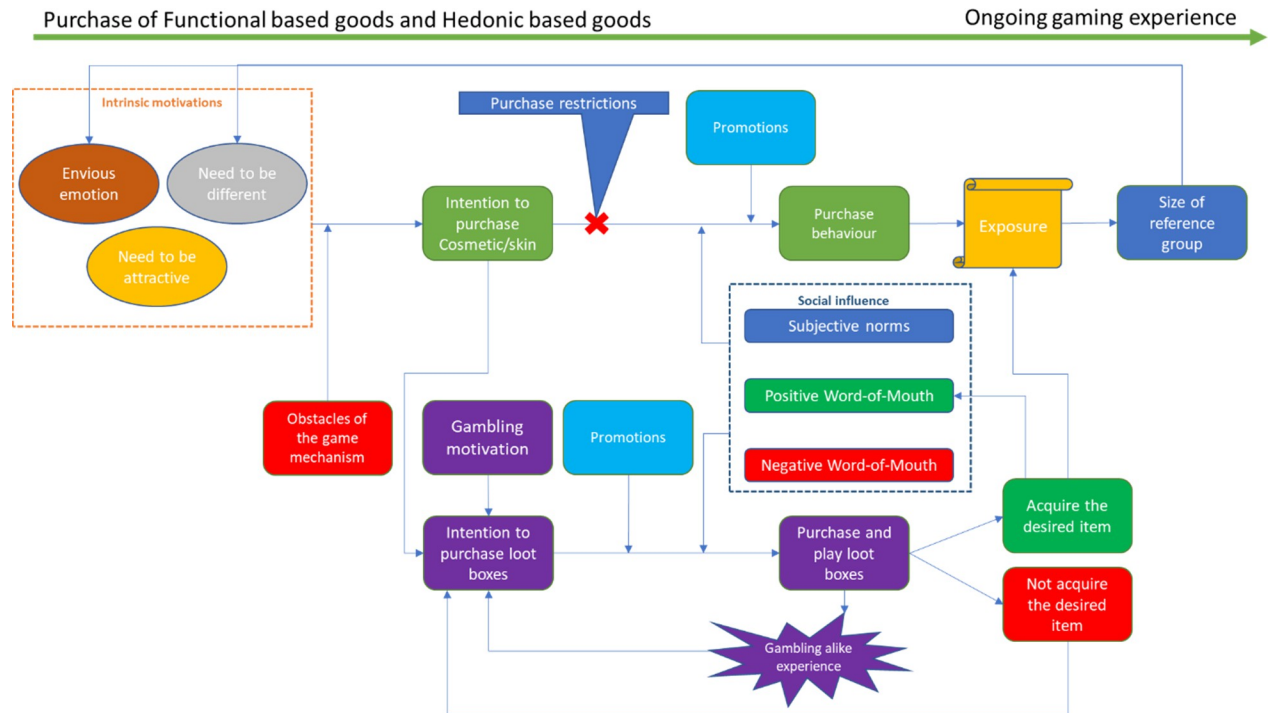 Purchase of Functional based goods and Hedonic based goods
Ongoing gaming experience
Intrinsic motivations
Envious
emotion
Need to be
different
Need to be
attractive
Purchase restrictions
Promotions
Intention to
purchase
Cosmetic/skin
Purchase
behaviour
Exposure
Size of
reference
group
Social influence
Subjective norms
Positive Word-of-Mouth
Negative Word-of-Mouth
Obstacles of
the game
mechanism
Gambling
motivation
Promotions
Intention to
purchase loot
boxes
Purchase and
play loot
boxes
Acquire the
desired item
Not acquire
the desired
item
Gambling alike
experience